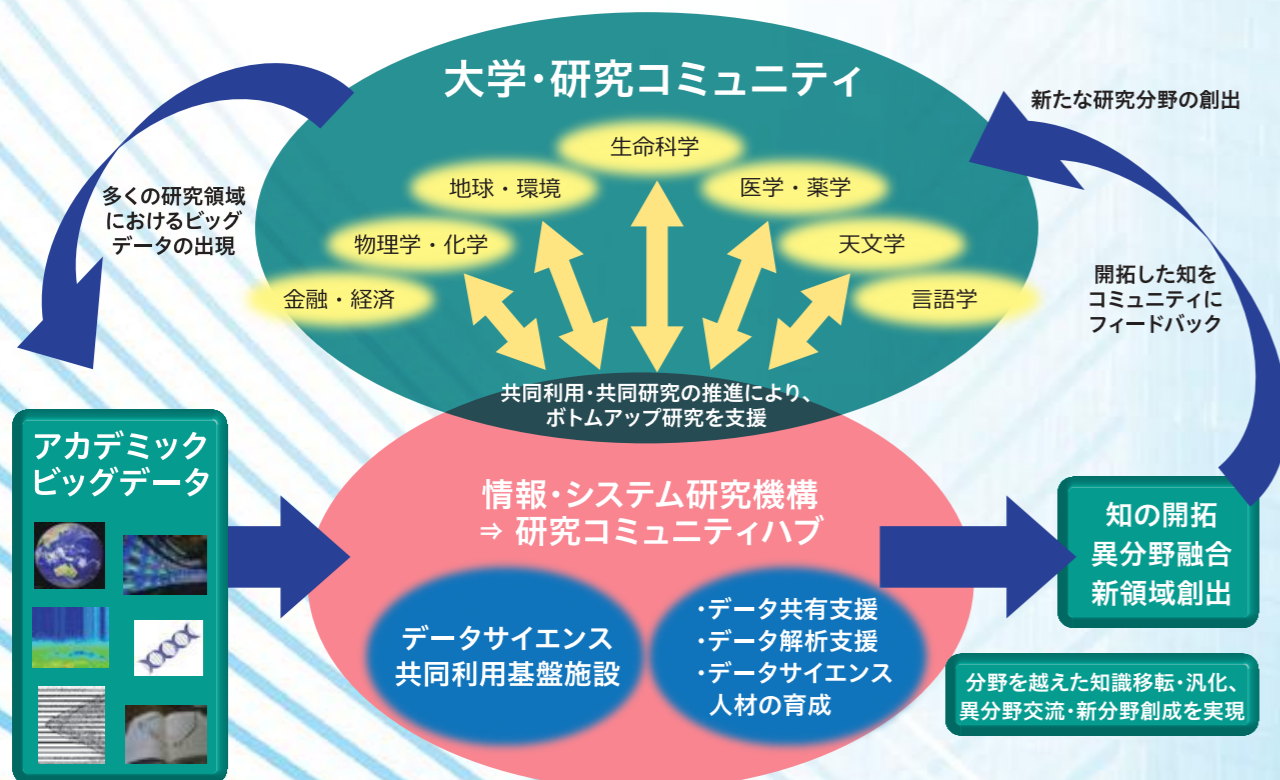 大学・研究コミュニティ
生命科学
地球・環境
医学・薬学
物理学・化学
天文学
金融・経済
言語学
多くの研究領域
におけるビッグ
データの出現
新たな研究分野の創出
開拓した知を
コミュニティに
フィードバック
共同利用・共同研究の推進により、
ボトムアップ研究を支援
アカデミック
ビッグデータ
情報・システム研究機構
⇒ 研究コミュニティハブ
データサイエンス
共同利用基盤施設
・データ共有支援
・データ解析支援
・データサイエンス
人材の育成
知の開拓
異分野融合
新領域創出
分野を越えた知識移転・汎化、
異分野交流・新分野創成を実現